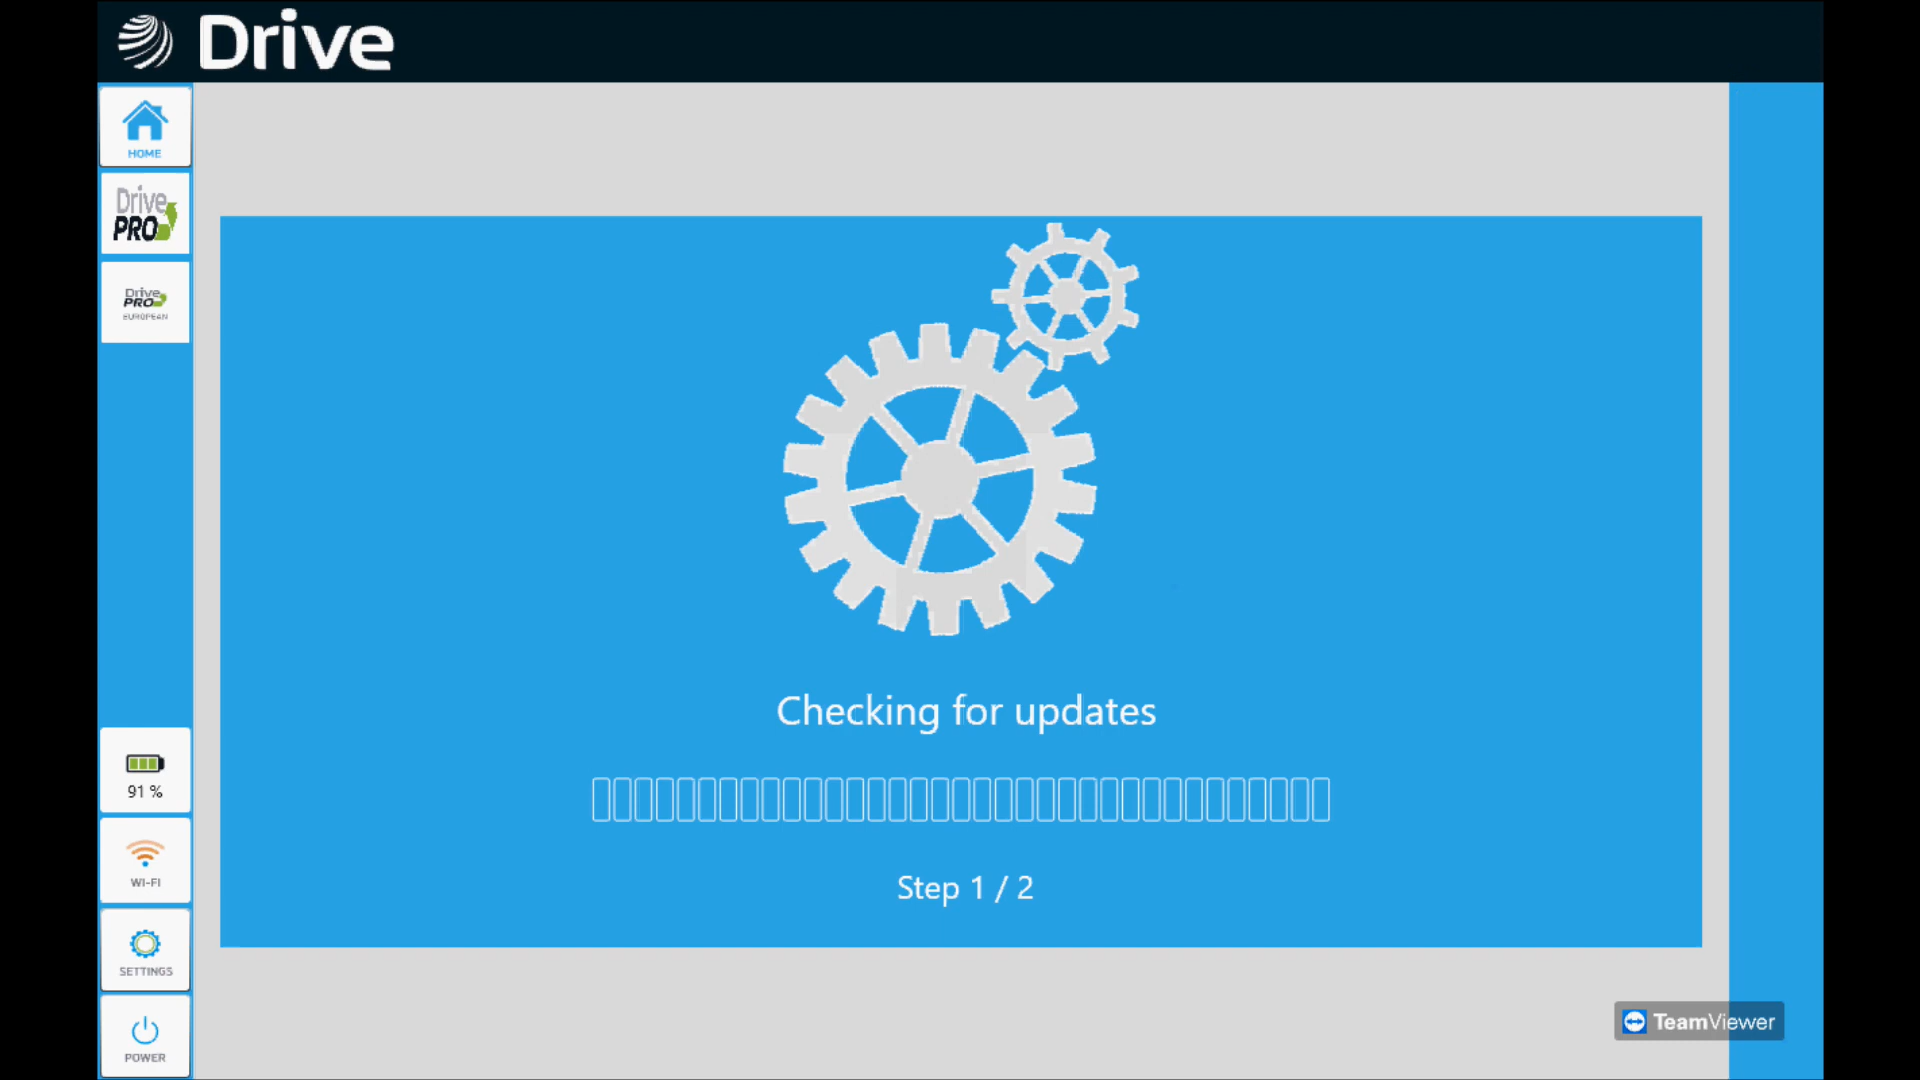 Drive
HOME
Drive
PRO
Drive
PRO
EUROPEAN
Checking for updates
Step 1 / 2
91 %
WI-FI
SETTINGS
POWER
TeamViewer